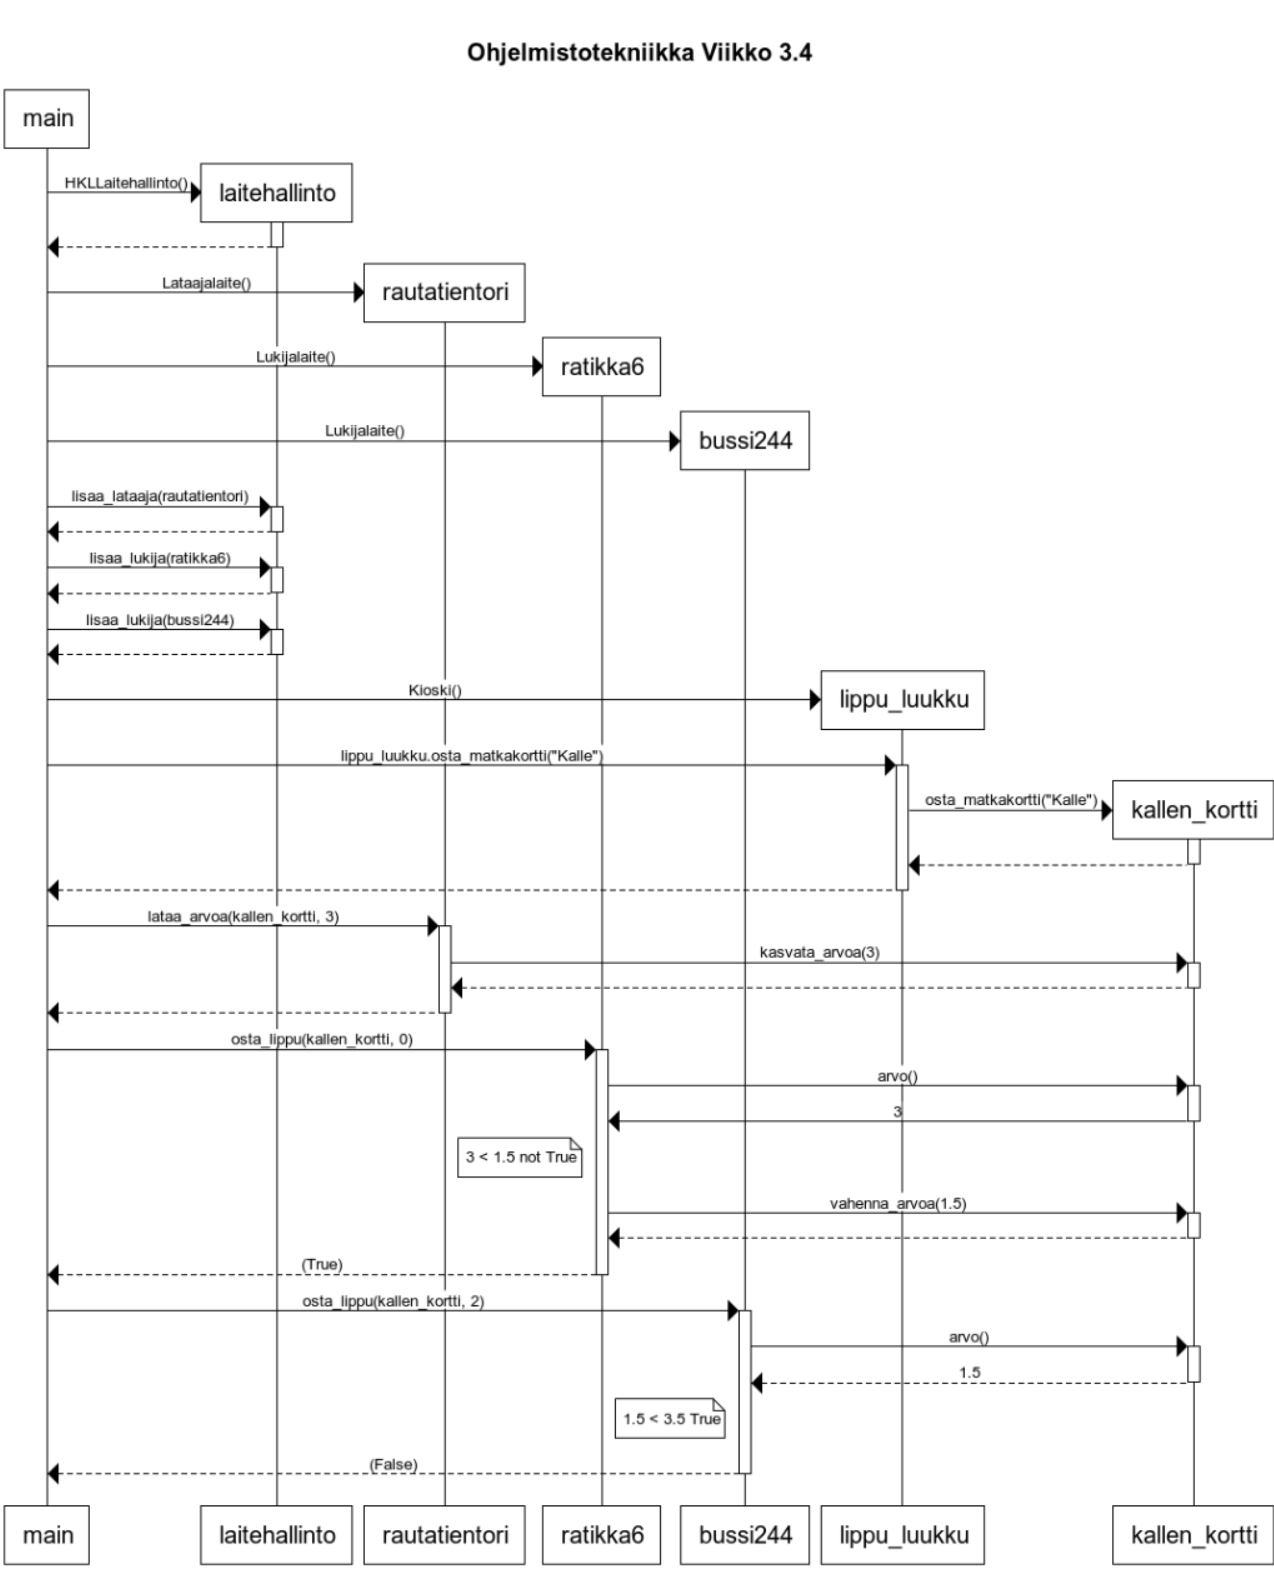 Ohjelmistotekniikka Viikko 3.4
main
HKLLaitehallinto()
laitehallinto
Lataajalaite()
rautatientori
Lukijalaite()
ratikka6
Lukijalaite()
bussi244
lisaa_lataaja(rautatientori)
lisaa_lukija(ratikka6)
lisaa_lukija(bussi244)
Kioski()
lippu_luukku
lippu_luukku.osta_matkakortti("Kalle")
osta_matkakortti("Kalle")
kallen_kortti
lataa_arvoa(kallen_kortti, 3)
kasvata_arvoa(3)
osta_lippu(kallen_kortti, 0)
arvo()
3
3 < 1.5 not True
vahenna_arvoa(1.5)
(True)
osta_lippu(kallen_kortti, 2)
arvo()
1.5
1.5 < 3.5 True
(False)
main
laitehallinto
rautatientori
ratikka6
bussi244
lippu_luukku
kallen_kortti